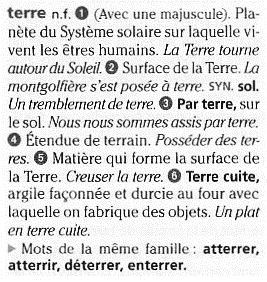 terre n.f. ❶ (Avec une majuscule). Pla-
nète du Système solaire sur laquelle vi-
vent les êtres humains. La Terre tourne
autour du Soleil. ❷ Surface de la Terre. La
montgolfière s'est posée à terre. SYN. sol.
Un tremblement de terre. ❸ Par terre, sur
le sol. Nous nous sommes assis par terre.
❹ Étendue de terrain. Posséder des ter-
res. ❺ Matière qui forme la surface de
la Terre. Creuser la terre. ❻ Terre cuite,
argile façonnée et durcie au four avec
laquelle on fabrique des objets. Un plat
en terre cuite.
▶ Mots de la même famille : atterrer,
atterrir, déterrer, enterrer.